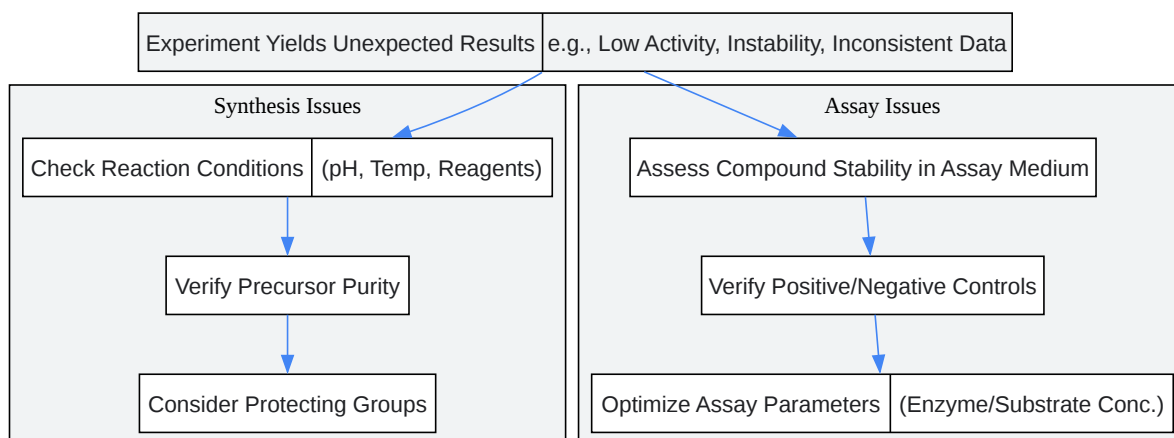 Experiment Yields Unexpected Results
e.g., Low Activity, Instability, Inconsistent Data
Synthesis Issues
Check Reaction Conditions
(pH, Temp, Reagents)
Verify Precursor Purity
Consider Protecting Groups
Assay Issues
Assess Compound Stability in Assay Medium
Verify Positive/Negative Controls
Optimize Assay Parameters
(Enzyme/Substrate Conc.)